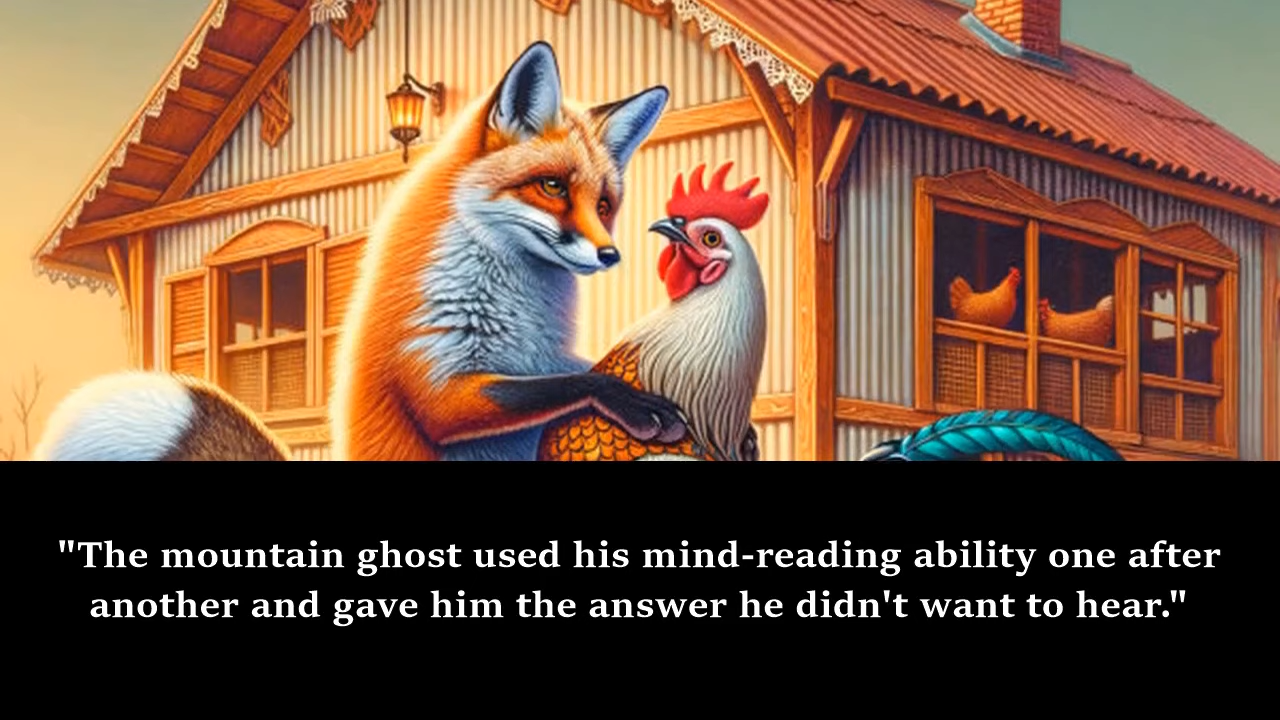 "The mountain ghost used his mind-reading ability one after
another and gave him the answer he didn't want to hear."